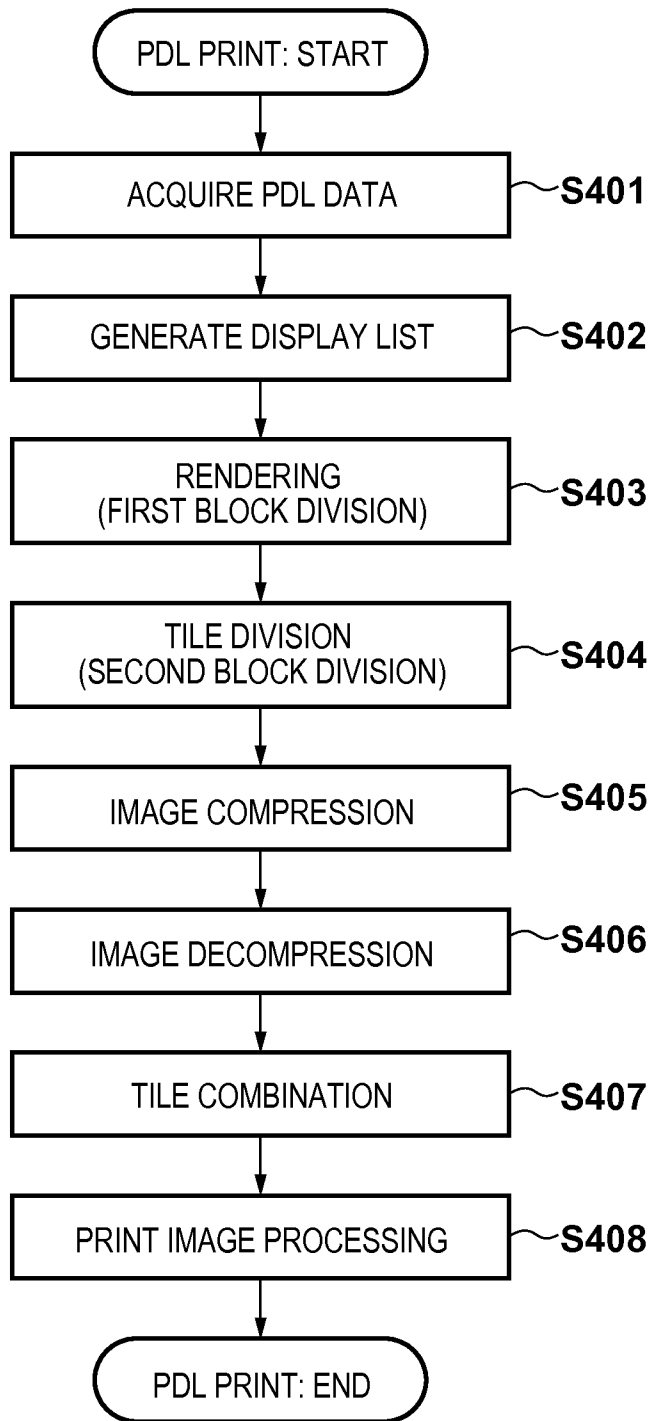 PDL PRINT: START
ACQUIRE PDL DATA
S401
GENERATE DISPLAY LIST
S402
RENDERING
(FIRST BLOCK DIVISION)
S403
TILE DIVISION
(SECOND BLOCK DIVISION)
S404
IMAGE COMPRESSION
S405
IMAGE DECOMPRESSION
S406
TILE COMBINATION
S407
PRINT IMAGE PROCESSING
S408
PDL PRINT: END